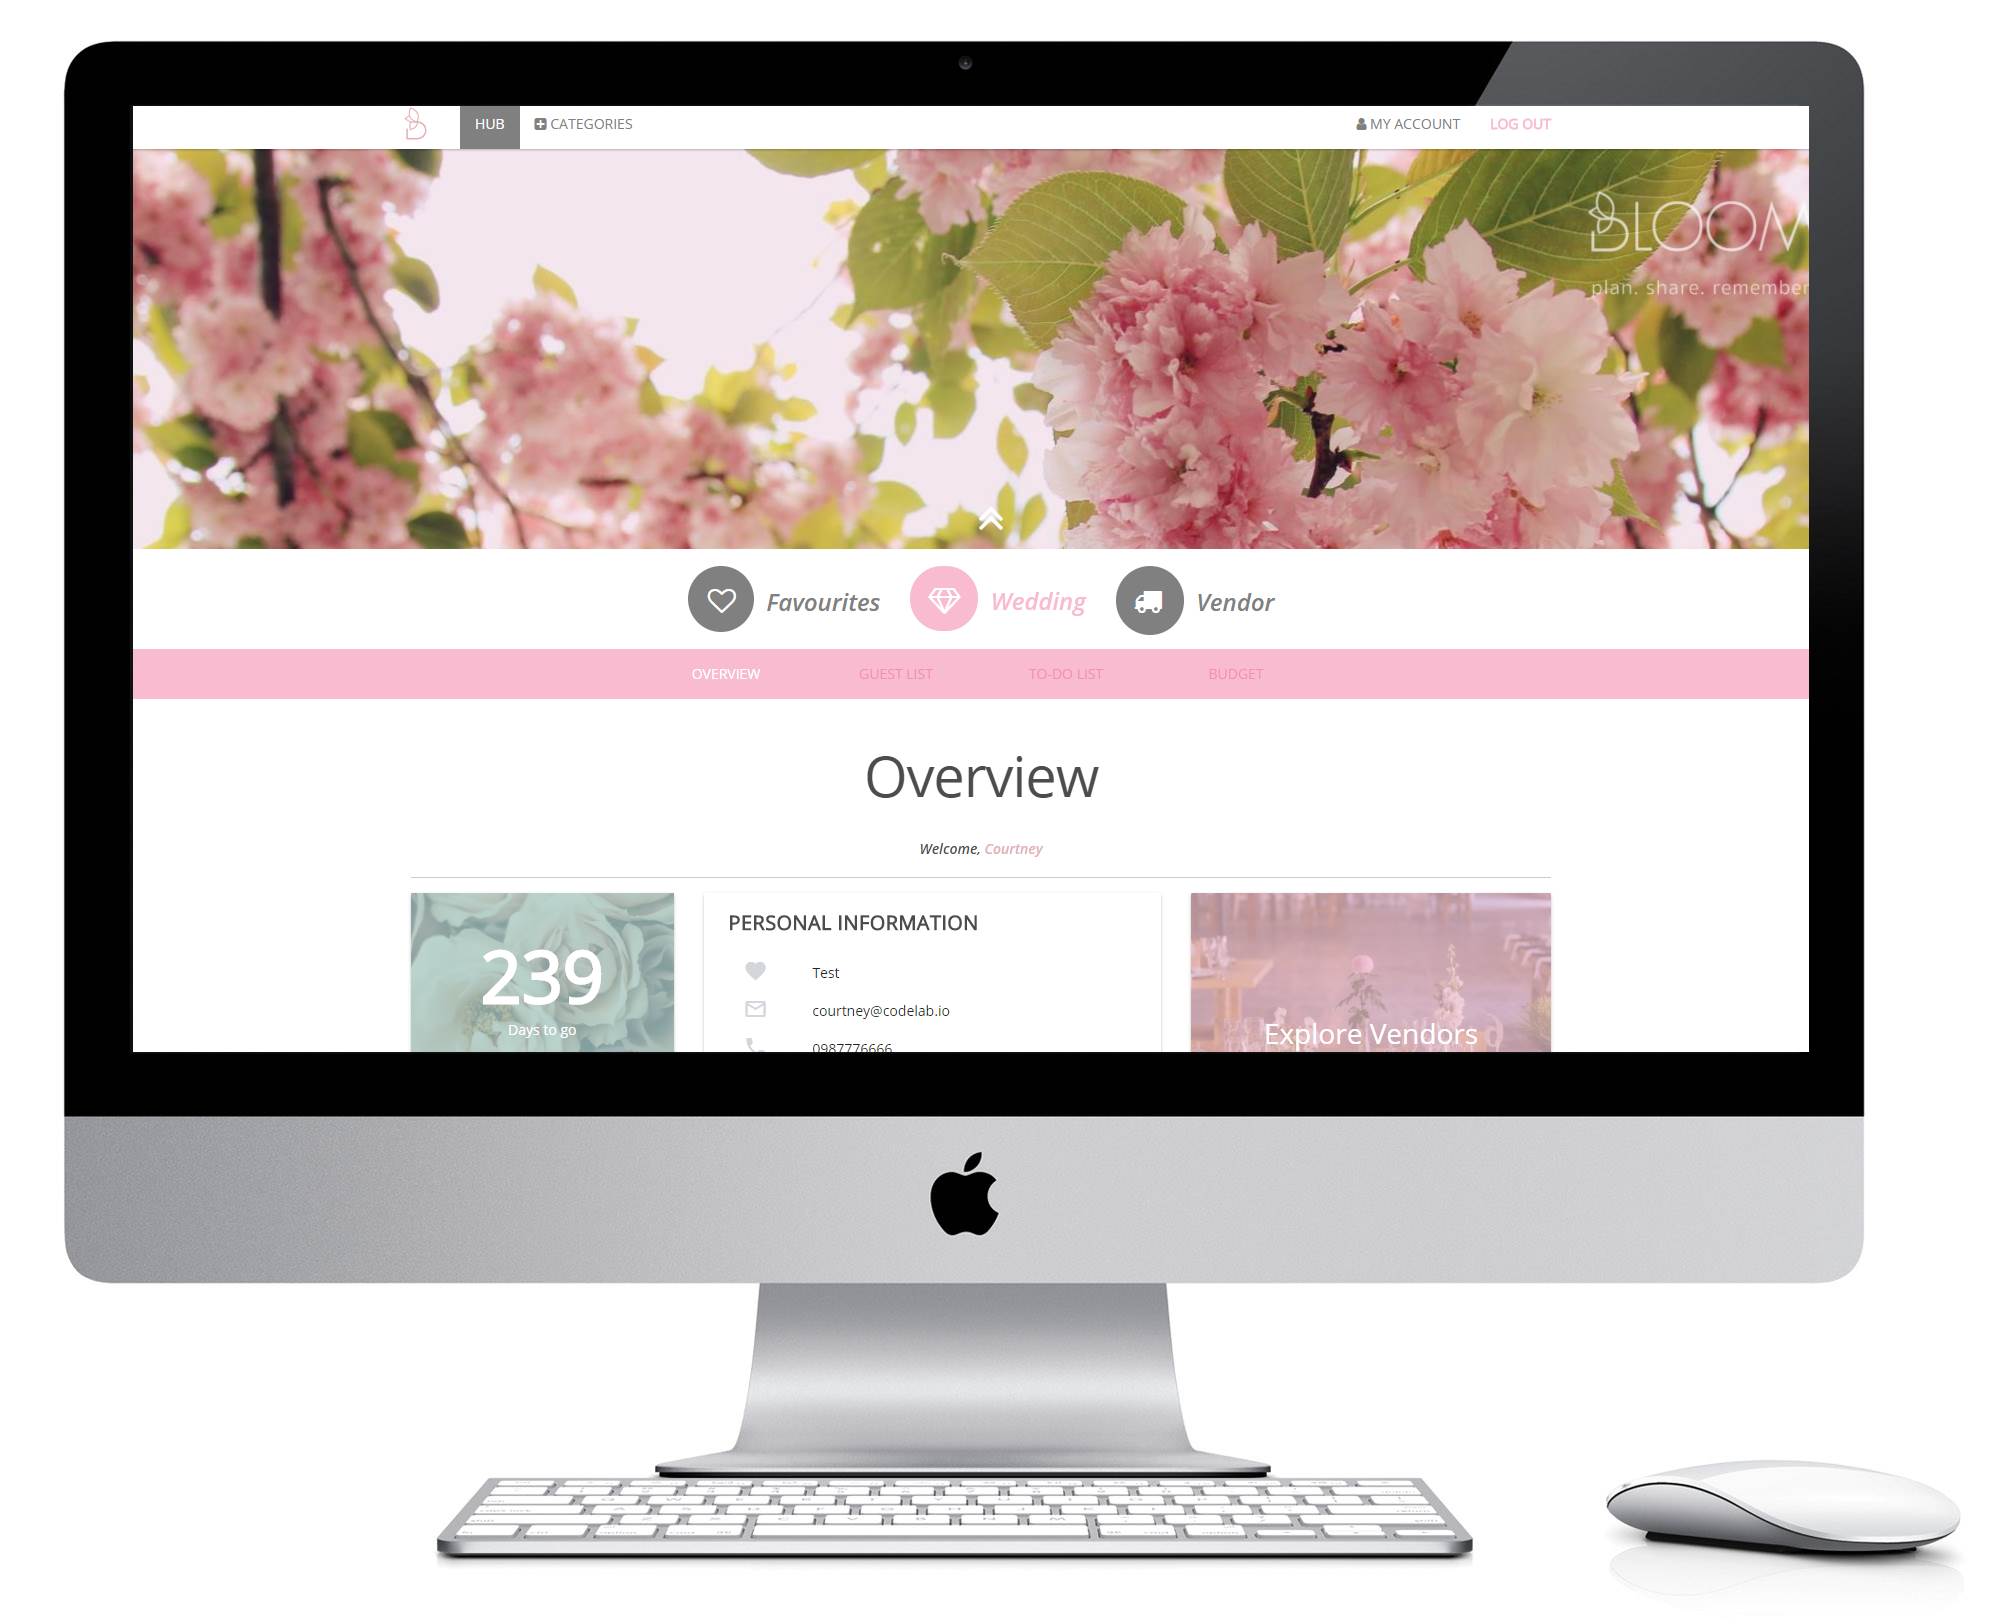 HUB CATEGORIES MY ACCOUNT LOG OUT
BLOOM
plan. share. remember
Favourites Wedding Vendor
OVERVIEW GUEST LIST TO-DO LIST BUDGET
Overview
Welcome, Courtney
PERSONAL INFORMATION
239
Days to go
Test
courtney@codelab.io
0987776666
Explore Vendors